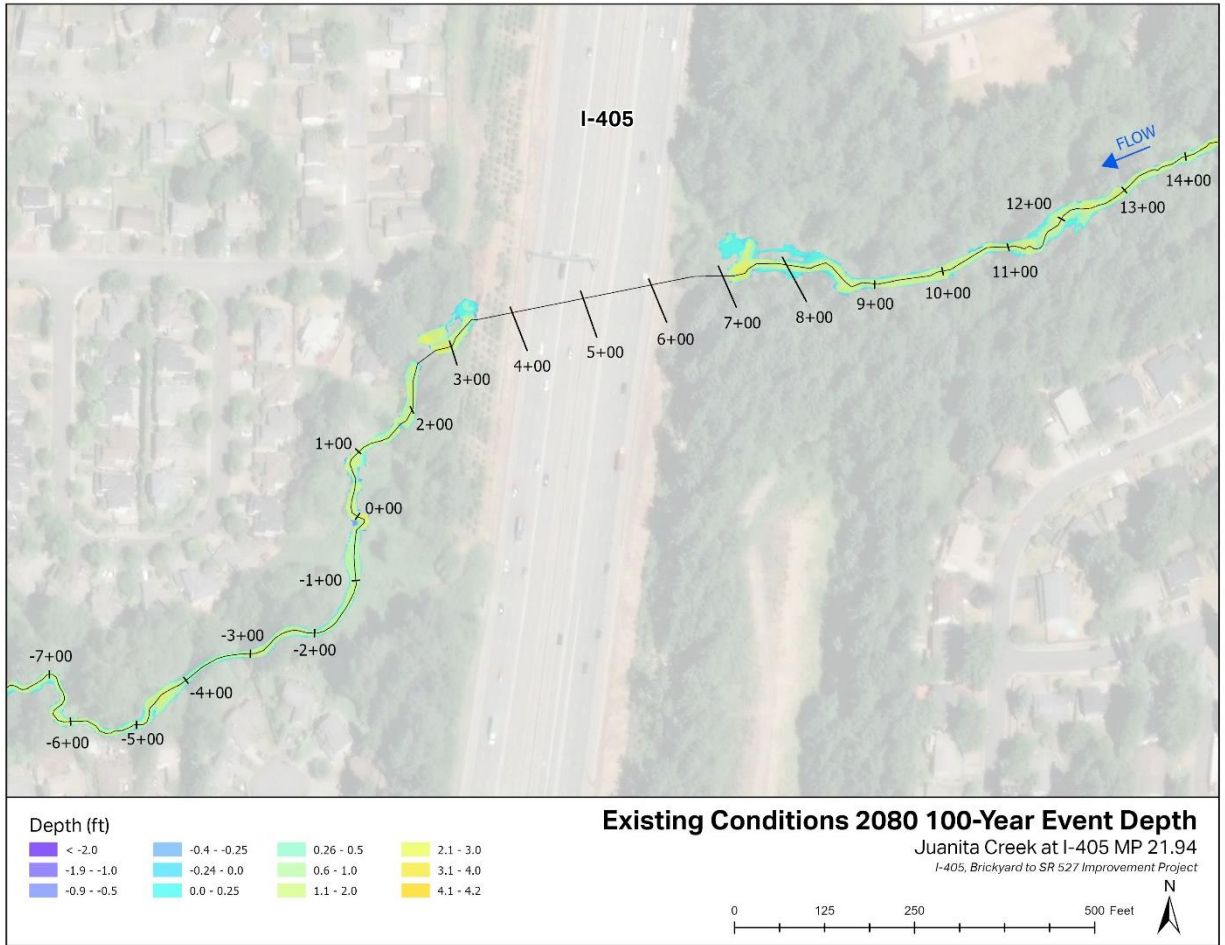 I-405
FLOW
14+00
13+00
12+00
11+00
10+00
9+00
8+00
7+00
6+00
5+00
4+00
3+00
2+00
1+00
0+00
-1+00
-2+00
-3+00
-4+00
-5+00
-6+00
-7+00
Depth (ft)
< -2.0
-1.9 - -1.0
-0.9 - -0.5
-0.4 - -0.25
-0.24 - 0.0
0.0 - 0.25
0.26 - 0.5
0.6 - 1.0
1.1 - 2.0
2.1 - 3.0
3.1 - 4.0
4.1 - 4.2
Existing Conditions 2080 100-Year Event Depth
Juanita Creek at I-405 MP 21.94
I-405, Brickyard to SR 527 Improvement Project
N
0 125 250 500 Feet